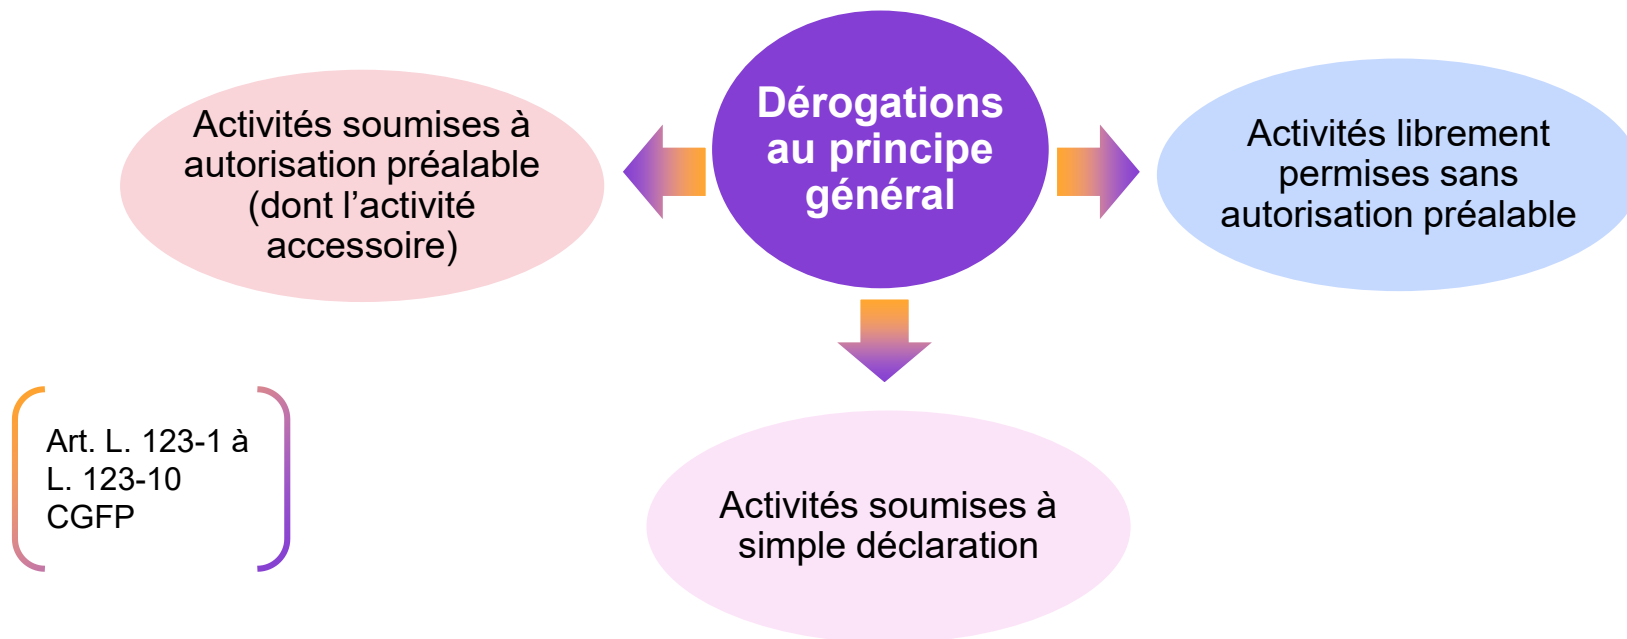 Dérogations
au principe
général
Activités soumises à
autorisation préalable
(dont l’activité
accessoire)
Activités librement
permises sans
autorisation préalable
Activités soumises à
simple déclaration
Art. L. 123-1 à
L. 123-10
CGFP